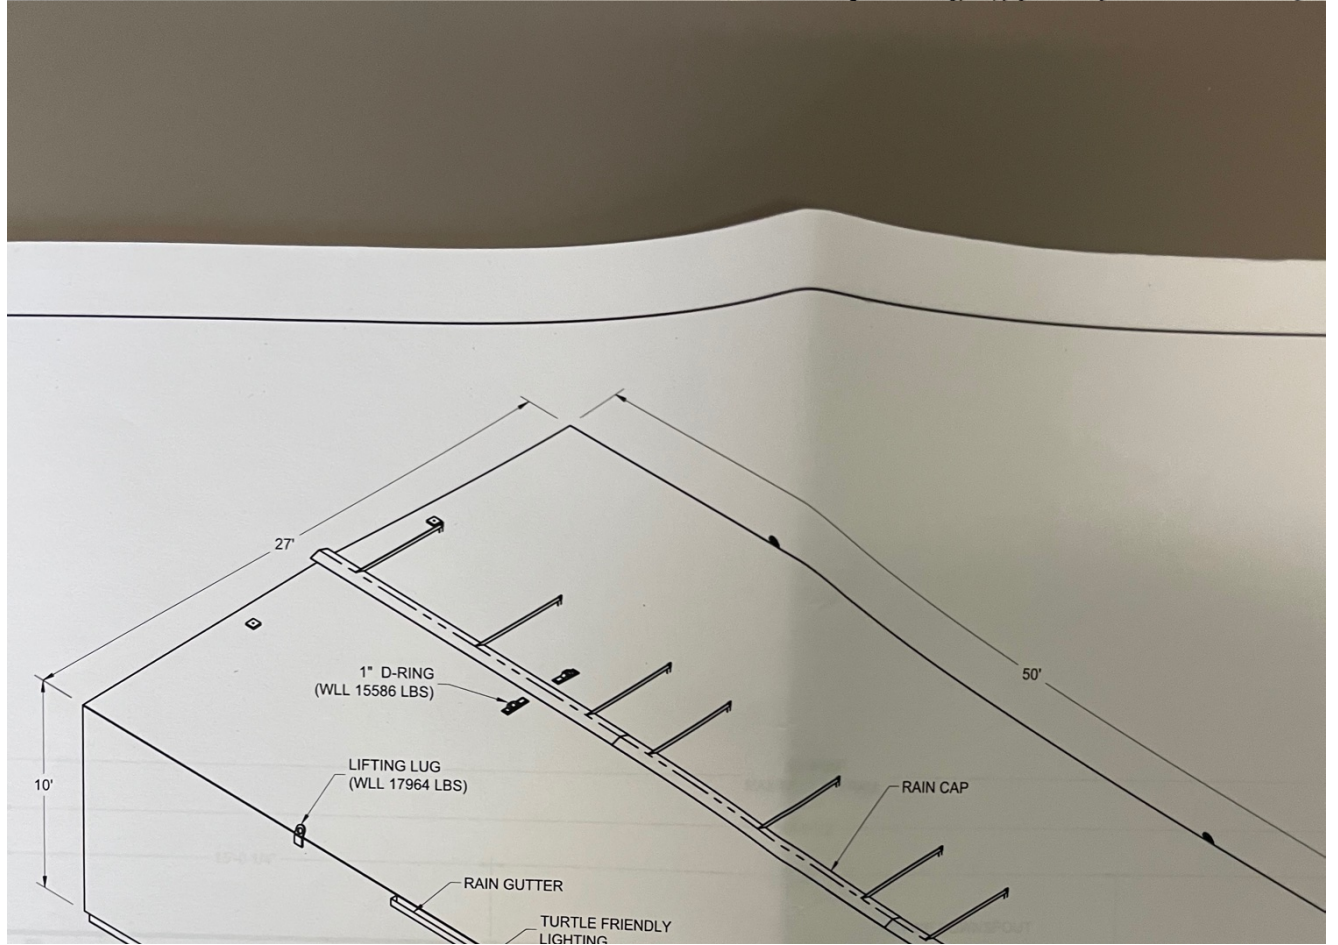 27'
50'
1" D-RING
(WLL 15586 LBS)
10'
LIFTING LUG
(WLL 17964 LBS)
RAIN CAP
RAIN GUTTER
TURTLE FRIENDLY
LIGHTING